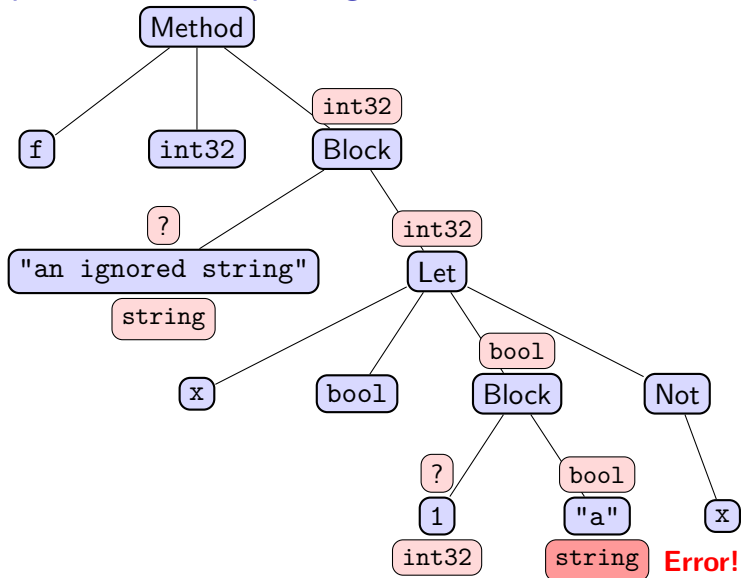 Method
int32
f
int32
Block
?
int32
"an ignored string"
Let
string
bool
x
bool
Block
Not
?
bool
1
"a"
x
int32
string
Error!